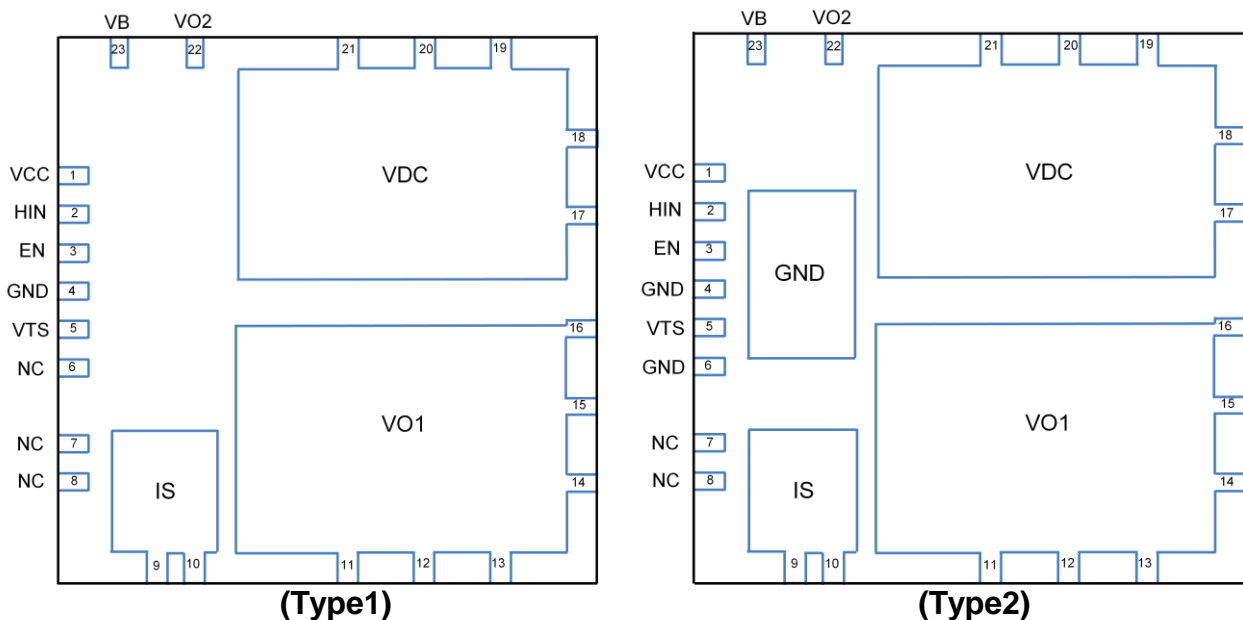 VB VO2
23 22 21 20 19
18
VDC
17
VCC 1
HIN 2
EN 3
GND 4
VTS 5
NC 6
NC 7
NC 8
16
15
VO1
14
IS
9 10 11 12 13
(Type1)
VB VO2
23 22 21 20 19
18
VDC
17
VCC 1
HIN 2
EN 3
GND 4
VTS 5
GND 6
NC 7
NC 8
GND
16
15
VO1
14
IS
9 10 11 12 13
(Type2)